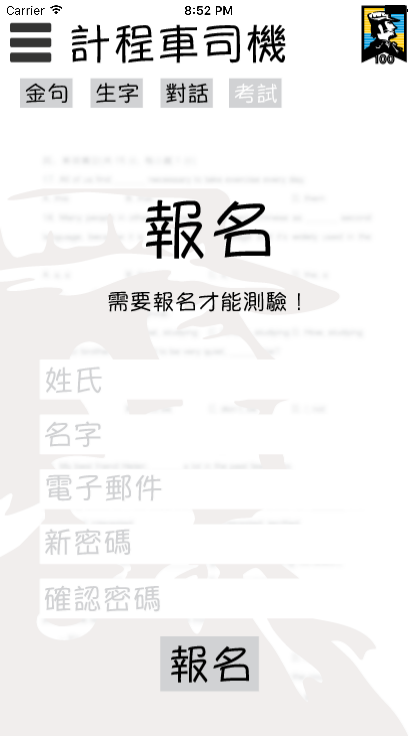 Carrier 8:52 PM
計程車司機
100
金句 生字 對話 考試
報名
需要報名才能測驗！
姓氏
名字
電子郵件
新密碼
確認密碼
報名